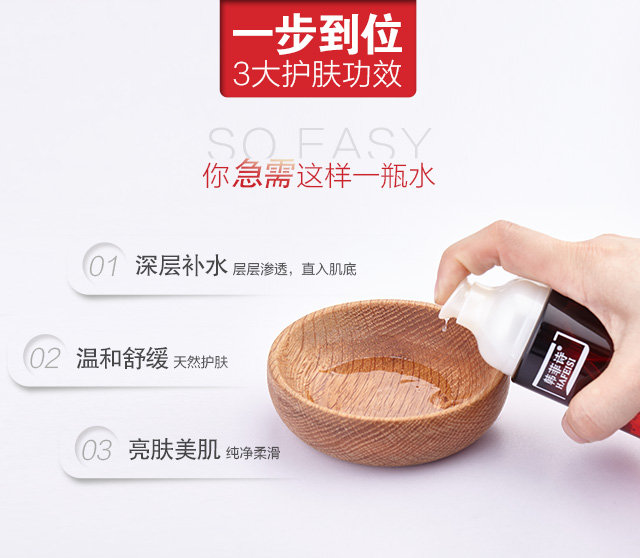 一步到位
3大护肤功效
SO EASY
你急需这样一瓶水
01 深层补水 层层渗透，直入肌底
02 温和舒缓 天然护肤
03 亮肤美肌 纯净柔滑
韩菲诗
HAFEISI